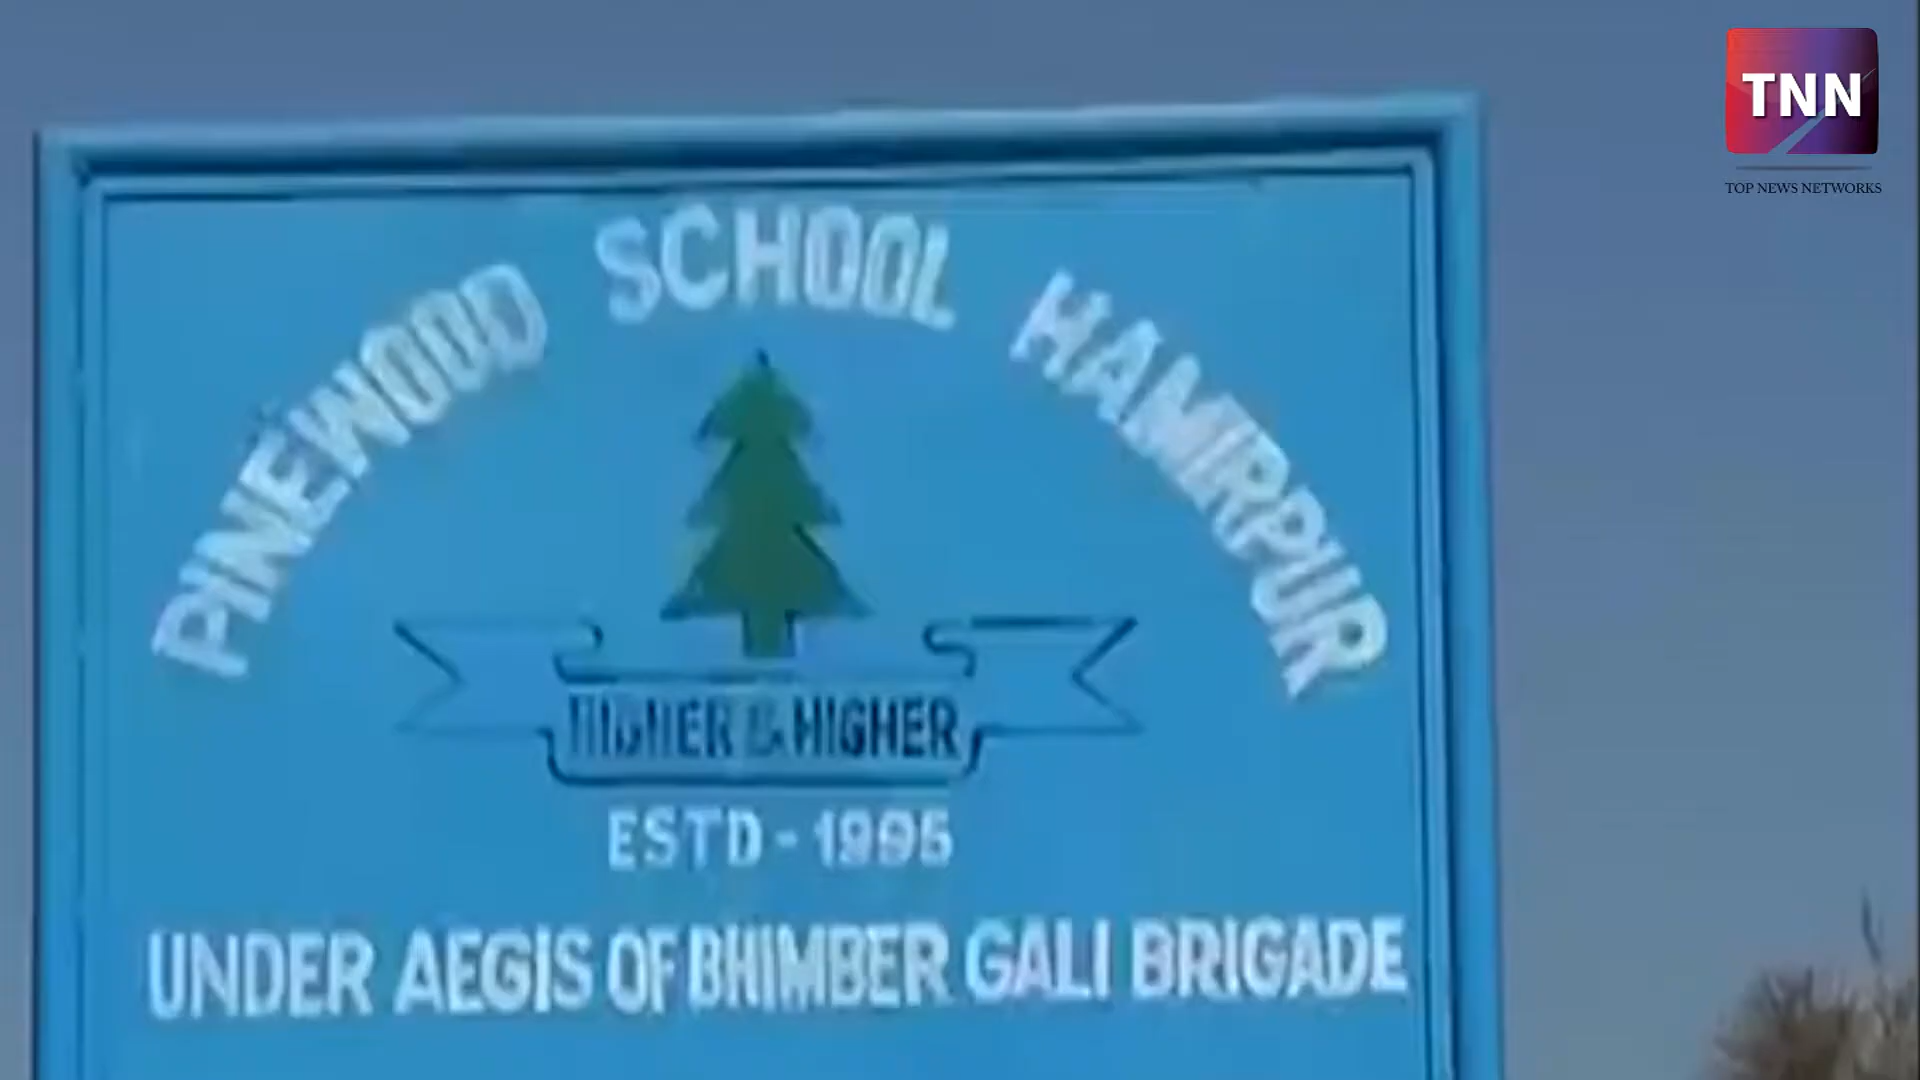 TNN
TOP NEWS NETWORKS
PINEWOOD SCHOOL HAMIRPUR
HIGHER & HIGHER
ESTD - 1995
UNDER AEGIS OF BHIMBER GALI BRIGADE